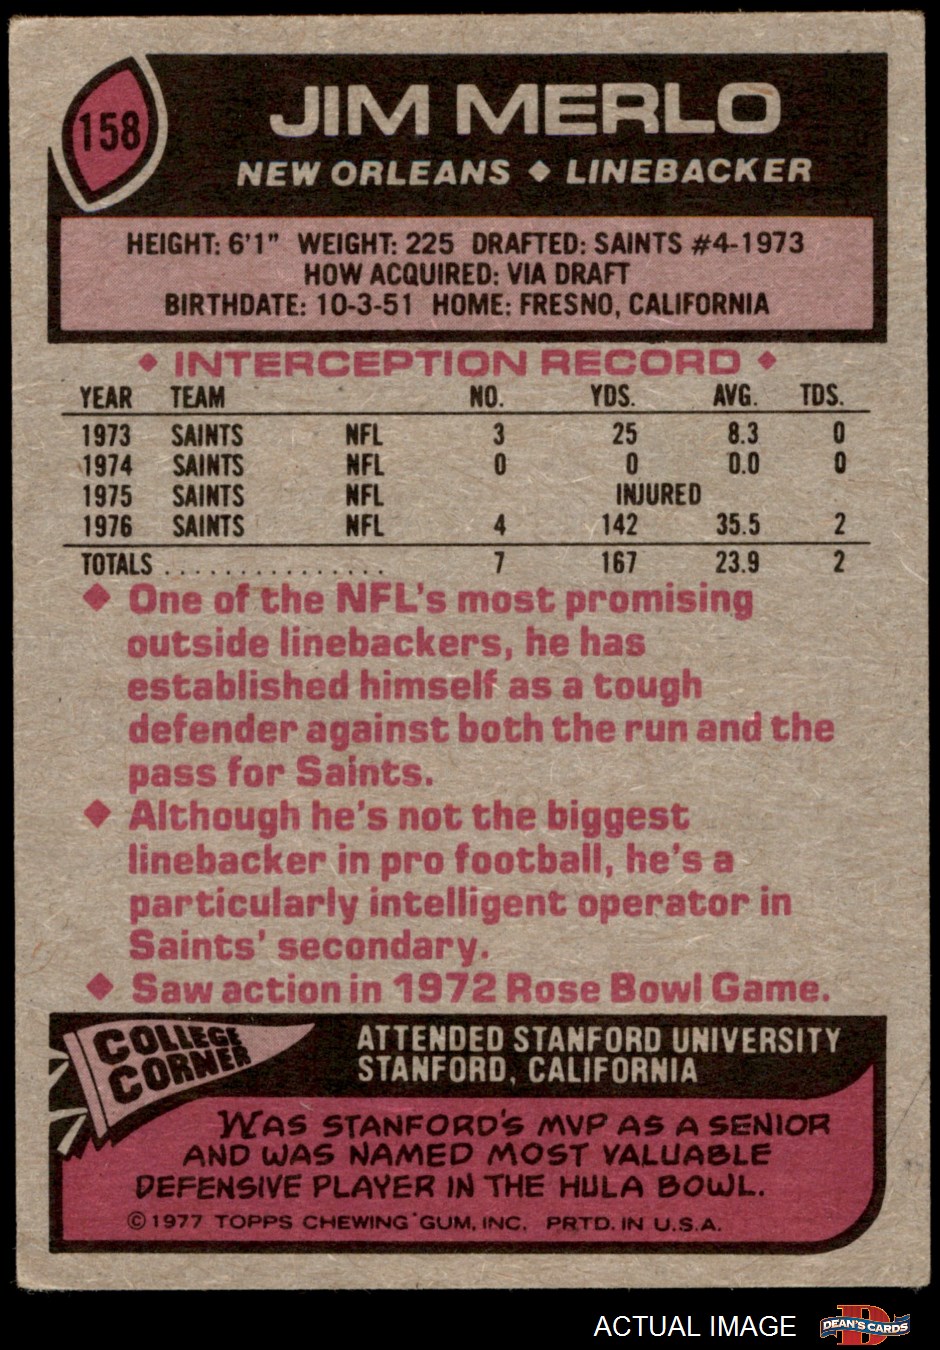 158
JIM MERLO
NEW ORLEANS ♦ LINEBACKER
HEIGHT: 6'1" WEIGHT: 225 DRAFTED: SAINTS #4-1973
HOW ACQUIRED: VIA DRAFT
BIRTHDATE: 10-3-51 HOME: FRESNO, CALIFORNIA
♦ INTERCEPTION RECORD ♦
YEAR TEAM NO. YDS. AVG. TDS.
1973 SAINTS NFL 3 25 8.3 0
1974 SAINTS NFL 0 0 0.0 0
1975 SAINTS NFL INJURED
1976 SAINTS NFL 4 142 35.5 2
TOTALS . . . . . . . . . . . . . . . 7 167 23.9 2
♦ One of the NFL's most promising
outside linebackers, he has
established himself as a tough
defender against both the run and the
pass for Saints.
♦ Although he's not the biggest
linebacker in pro football, he's a
particularly intelligent operator in
Saints' secondary.
♦ Saw action in 1972 Rose Bowl Game.
COLLEGE
CORNER
ATTENDED STANFORD UNIVERSITY
STANFORD, CALIFORNIA
WAS STANFORD'S MVP AS A SENIOR
AND WAS NAMED MOST VALUABLE
DEFENSIVE PLAYER IN THE HULA BOWL.
© 1977 TOPPS CHEWING GUM, INC. PRTD. IN U.S.A.
ACTUAL IMAGE
D
DEAN'S CARDS